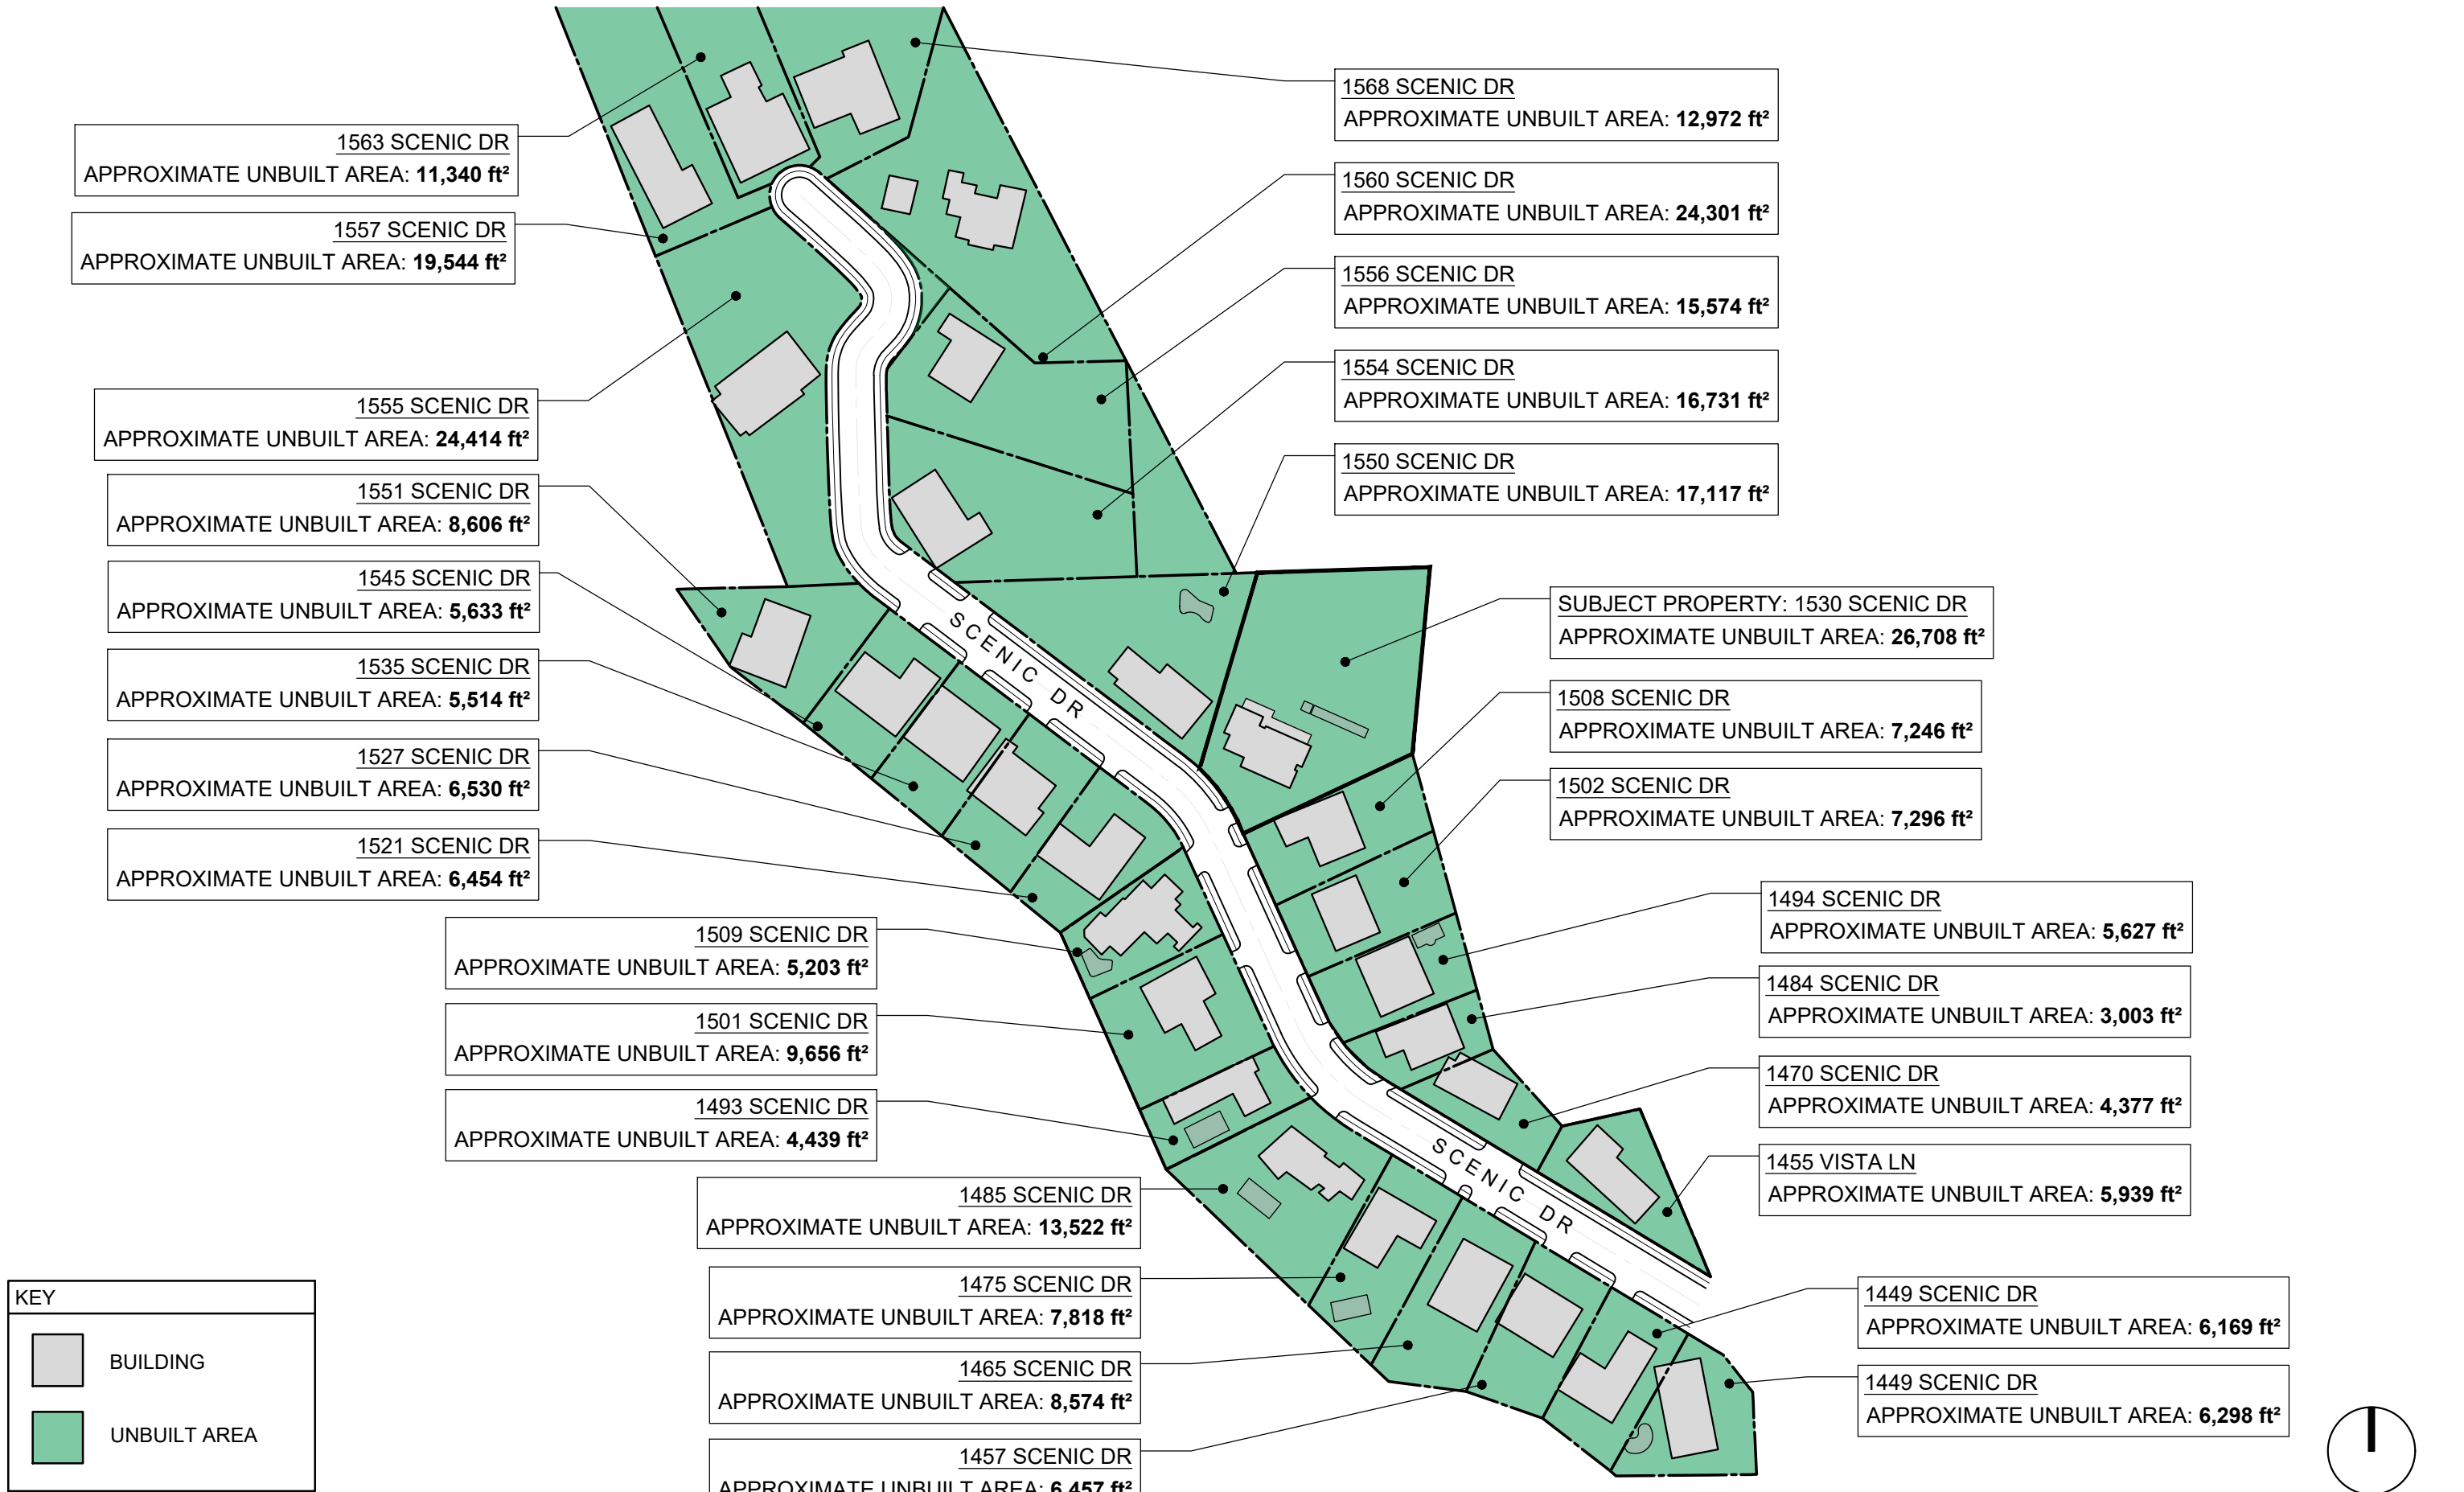 1568 SCENIC DR
APPROXIMATE UNBUILT AREA: 12,972 ft²
1563 SCENIC DR
APPROXIMATE UNBUILT AREA: 11,340 ft²
1560 SCENIC DR
APPROXIMATE UNBUILT AREA: 24,301 ft²
1557 SCENIC DR
APPROXIMATE UNBUILT AREA: 19,544 ft²
1556 SCENIC DR
APPROXIMATE UNBUILT AREA: 15,574 ft²
1554 SCENIC DR
APPROXIMATE UNBUILT AREA: 16,731 ft²
1555 SCENIC DR
APPROXIMATE UNBUILT AREA: 24,414 ft²
1550 SCENIC DR
APPROXIMATE UNBUILT AREA: 17,117 ft²
1551 SCENIC DR
APPROXIMATE UNBUILT AREA: 8,606 ft²
1545 SCENIC DR
APPROXIMATE UNBUILT AREA: 5,633 ft²
SUBJECT PROPERTY: 1530 SCENIC DR
APPROXIMATE UNBUILT AREA: 26,708 ft²
SCENIC DR
1535 SCENIC DR
APPROXIMATE UNBUILT AREA: 5,514 ft²
1508 SCENIC DR
APPROXIMATE UNBUILT AREA: 7,246 ft²
1527 SCENIC DR
APPROXIMATE UNBUILT AREA: 6,530 ft²
1502 SCENIC DR
APPROXIMATE UNBUILT AREA: 7,296 ft²
1521 SCENIC DR
APPROXIMATE UNBUILT AREA: 6,454 ft²
1494 SCENIC DR
APPROXIMATE UNBUILT AREA: 5,627 ft²
1509 SCENIC DR
APPROXIMATE UNBUILT AREA: 5,203 ft²
1484 SCENIC DR
APPROXIMATE UNBUILT AREA: 3,003 ft²
1501 SCENIC DR
APPROXIMATE UNBUILT AREA: 9,656 ft²
1470 SCENIC DR
APPROXIMATE UNBUILT AREA: 4,377 ft²
1493 SCENIC DR
APPROXIMATE UNBUILT AREA: 4,439 ft²
SCENIC DR
1455 VISTA LN
APPROXIMATE UNBUILT AREA: 5,939 ft²
1485 SCENIC DR
APPROXIMATE UNBUILT AREA: 13,522 ft²
1475 SCENIC DR
APPROXIMATE UNBUILT AREA: 7,818 ft²
1449 SCENIC DR
APPROXIMATE UNBUILT AREA: 6,169 ft²
1465 SCENIC DR
APPROXIMATE UNBUILT AREA: 8,574 ft²
1449 SCENIC DR
APPROXIMATE UNBUILT AREA: 6,298 ft²
1457 SCENIC DR
APPROXIMATE UNBUILT AREA: 6,457 ft²
KEY
BUILDING
UNBUILT AREA